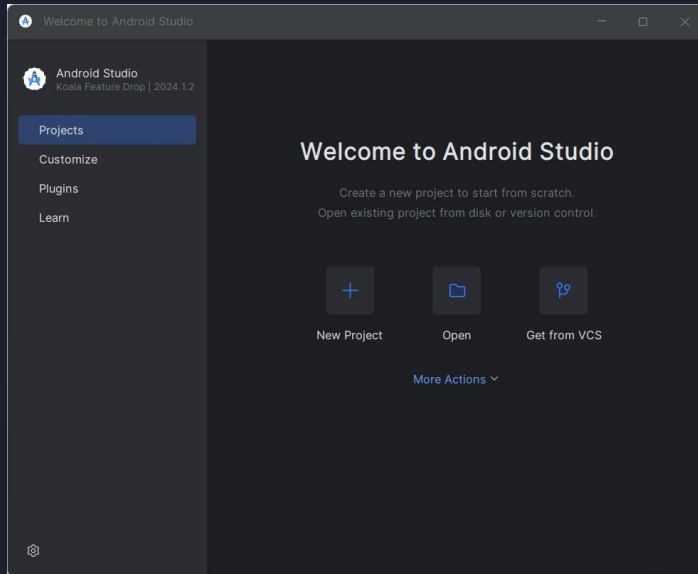 Welcome to Android Studio
Android Studio
Koala Feature Drop | 2024.1.2
Projects
Customize
Plugins
Learn
Welcome to Android Studio
Create a new project to start from scratch.
Open existing project from disk or version control.
New Project
Open
Get from VCS
More Actions